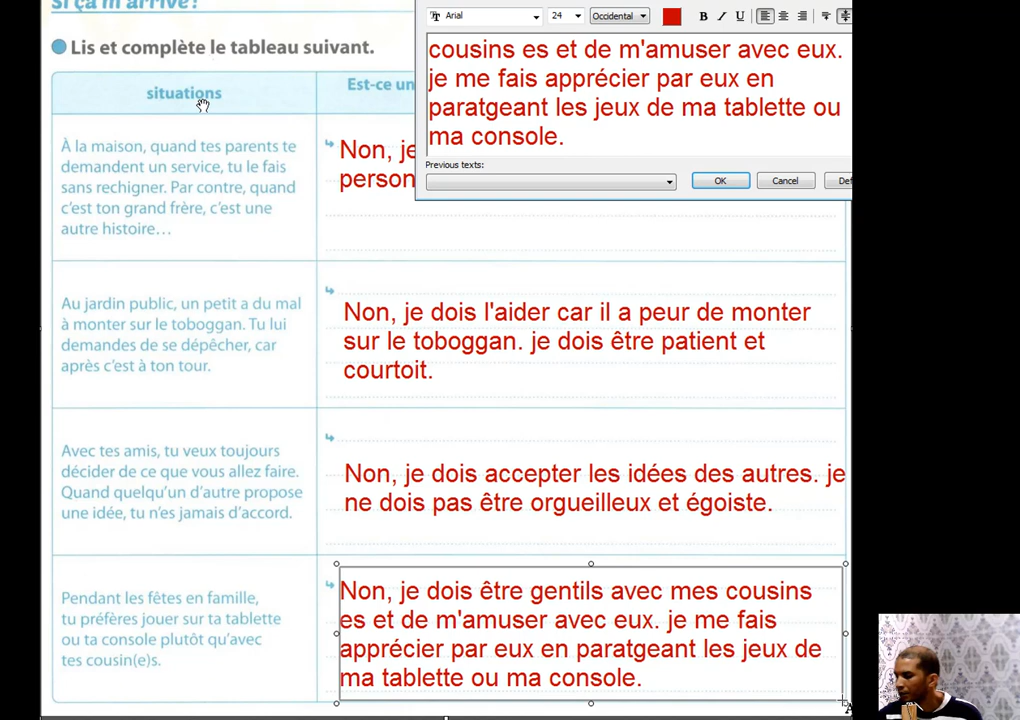 Si ça m'arrive!
Lis et complète le tableau suivant.
situations
Est-ce un
À la maison, quand tes parents te
demandent un service, tu le fais
sans rechigner. Par contre, quand
c'est ton grand frère, c'est une
autre histoire…
Non, je
person
Au jardin public, un petit a du mal
à monter sur le toboggan. Tu lui
demandes de se dépêcher, car
après c'est à ton tour.
Non, je dois l'aider car il a peur de monter
sur le toboggan. je dois être patient et
courtoit.
Avec tes amis, tu veux toujours
décider de ce que vous allez faire.
Quand quelqu'un d'autre propose
une idée, tu n'es jamais d'accord.
Non, je dois accepter les idées des autres. je
ne dois pas être orgueilleux et égoiste.
Pendant les fêtes en famille,
tu préfères jouer sur ta tablette
ou ta console plutôt qu'avec
tes cousin(e)s.
Non, je dois être gentils avec mes cousins
es et de m'amuser avec eux. je me fais
apprécier par eux en paratgeant les jeux de
ma tablette ou ma console.
Arial
24
Occidental
B I U
cousins es et de m'amuser avec eux.
je me fais apprécier par eux en
paratgeant les jeux de ma tablette ou
ma console.
Previous texts:
OK
Cancel
Def